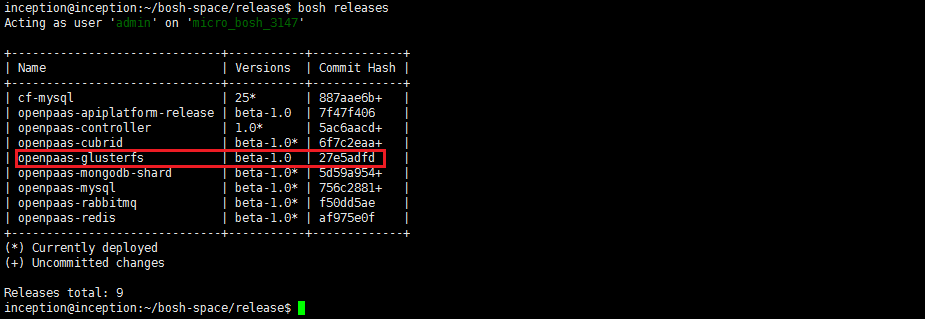 inception@inception:~/bosh-space/release$ bosh releases
Acting as user 'admin' on 'micro_bosh_3147'
+----------------------------+-----------+-------------+
| Name                       | Versions  | Commit Hash |
+----------------------------+-----------+-------------+
| cf-mysql                   | 25*       | 887aae6b+   |
| openpaas-apiplatform-release | beta-1.0  | 7f47f406    |
| openpaas-controller        | 1.0*      | 5ac6aacd+   |
| openpaas-cubrid            | beta-1.0* | 6f7c2eaa+   |
| openpaas-glusterfs         | beta-1.0  | 27e5adfd    |
| openpaas-mongodb-shard     | beta-1.0* | 5d59a954+   |
| openpaas-mysql             | beta-1.0* | 756c2881+   |
| openpaas-rabbitmq          | beta-1.0* | f50dd5ae    |
| openpaas-redis             | beta-1.0* | af975e0f    |
+----------------------------+-----------+-------------+
(*) Currently deployed
(+) Uncommitted changes
Releases total: 9
inception@inception:~/bosh-space/release$